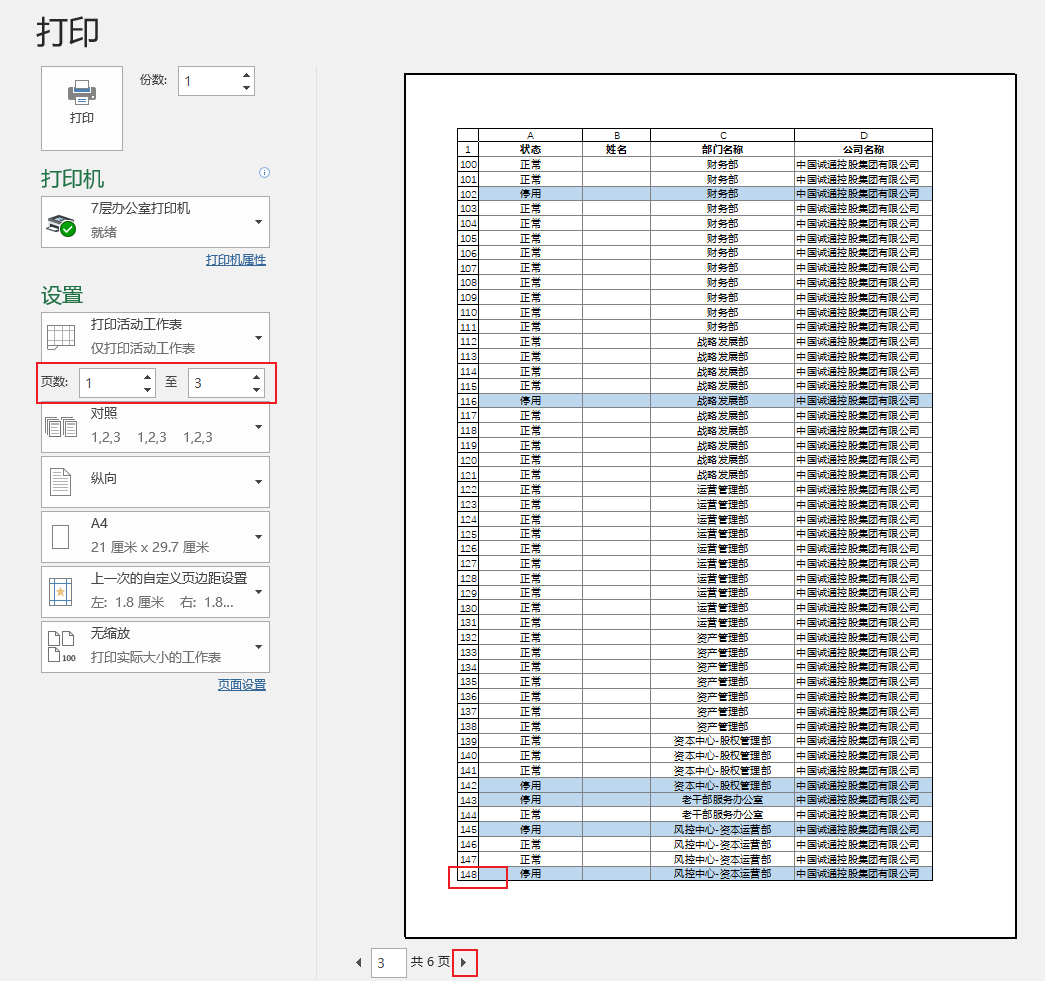 打印
打印
份数: 1
打印机
7层办公室打印机
就绪
打印机属性
设置
打印活动工作表
仅打印活动工作表
页数: 1 至 3
对照
1,2,3 1,2,3 1,2,3
纵向
A4
21 厘米 x 29.7 厘米
上一次的自定义页边距设置
左: 1.8 厘米 右: 1.8...
无缩放
100 打印实际大小的工作表
页面设置
A B C D
1 状态 姓名 部门名称 公司名称
100 正常 财务部 中国诚通控股集团有限公司
101 正常 财务部 中国诚通控股集团有限公司
102 停用 财务部 中国诚通控股集团有限公司
103 正常 财务部 中国诚通控股集团有限公司
104 正常 财务部 中国诚通控股集团有限公司
105 正常 财务部 中国诚通控股集团有限公司
106 正常 财务部 中国诚通控股集团有限公司
107 正常 财务部 中国诚通控股集团有限公司
108 正常 财务部 中国诚通控股集团有限公司
109 正常 财务部 中国诚通控股集团有限公司
110 正常 财务部 中国诚通控股集团有限公司
111 正常 财务部 中国诚通控股集团有限公司
112 正常 战略发展部 中国诚通控股集团有限公司
113 正常 战略发展部 中国诚通控股集团有限公司
114 正常 战略发展部 中国诚通控股集团有限公司
115 正常 战略发展部 中国诚通控股集团有限公司
116 停用 战略发展部 中国诚通控股集团有限公司
117 正常 战略发展部 中国诚通控股集团有限公司
118 正常 战略发展部 中国诚通控股集团有限公司
119 正常 战略发展部 中国诚通控股集团有限公司
120 正常 战略发展部 中国诚通控股集团有限公司
121 正常 战略发展部 中国诚通控股集团有限公司
122 正常 运营管理部 中国诚通控股集团有限公司
123 正常 运营管理部 中国诚通控股集团有限公司
124 正常 运营管理部 中国诚通控股集团有限公司
125 正常 运营管理部 中国诚通控股集团有限公司
126 正常 运营管理部 中国诚通控股集团有限公司
127 正常 运营管理部 中国诚通控股集团有限公司
128 正常 运营管理部 中国诚通控股集团有限公司
129 正常 运营管理部 中国诚通控股集团有限公司
130 正常 运营管理部 中国诚通控股集团有限公司
131 正常 运营管理部 中国诚通控股集团有限公司
132 正常 资产管理部 中国诚通控股集团有限公司
133 正常 资产管理部 中国诚通控股集团有限公司
134 正常 资产管理部 中国诚通控股集团有限公司
135 正常 资产管理部 中国诚通控股集团有限公司
136 正常 资产管理部 中国诚通控股集团有限公司
137 正常 资产管理部 中国诚通控股集团有限公司
138 正常 资产管理部 中国诚通控股集团有限公司
139 正常 资本中心-股权管理部 中国诚通控股集团有限公司
140 正常 资本中心-股权管理部 中国诚通控股集团有限公司
141 正常 资本中心-股权管理部 中国诚通控股集团有限公司
142 停用 资本中心-股权管理部 中国诚通控股集团有限公司
143 停用 老干部服务办公室 中国诚通控股集团有限公司
144 正常 老干部服务办公室 中国诚通控股集团有限公司
145 停用 风控中心-资本运营部 中国诚通控股集团有限公司
146 正常 风控中心-资本运营部 中国诚通控股集团有限公司
147 正常 风控中心-资本运营部 中国诚通控股集团有限公司
148 停用 风控中心-资本运营部 中国诚通控股集团有限公司
3 共 6 页